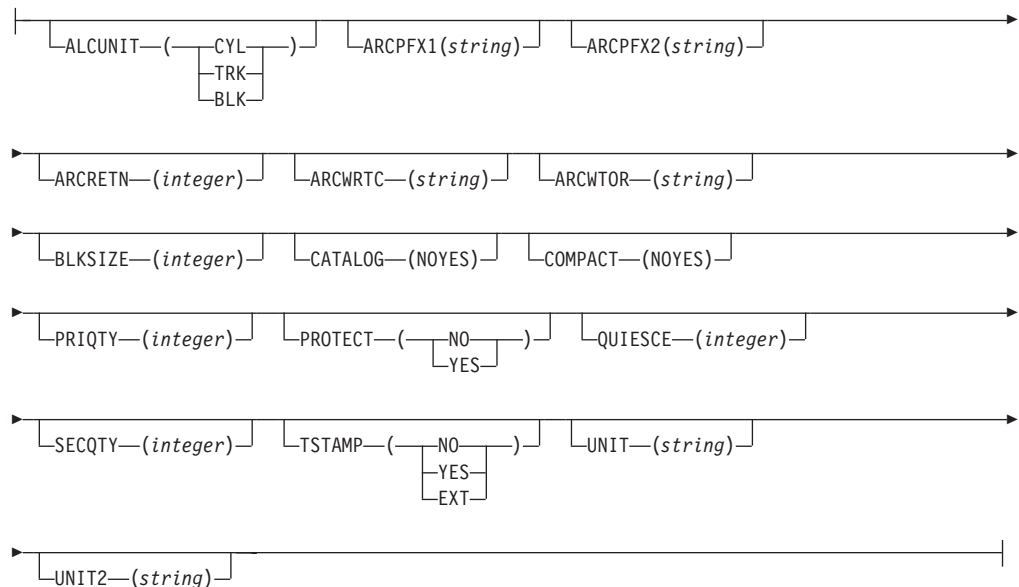 ALCUNIT ( CYL )
TRK
BLK
ARCPFX1(string)
ARCPFX2(string)
ARCRETN (integer)
ARCWRTC (string)
ARCWTOR (string)
BLKSIZE (integer)
CATALOG (NOYES)
COMPACT (NOYES)
PRIQTY (integer)
PROTECT ( NO )
YES
QUIESCE (integer)
SECQTY (integer)
TSTAMP ( NO )
YES
EXT
UNIT (string)
UNIT2 (string)